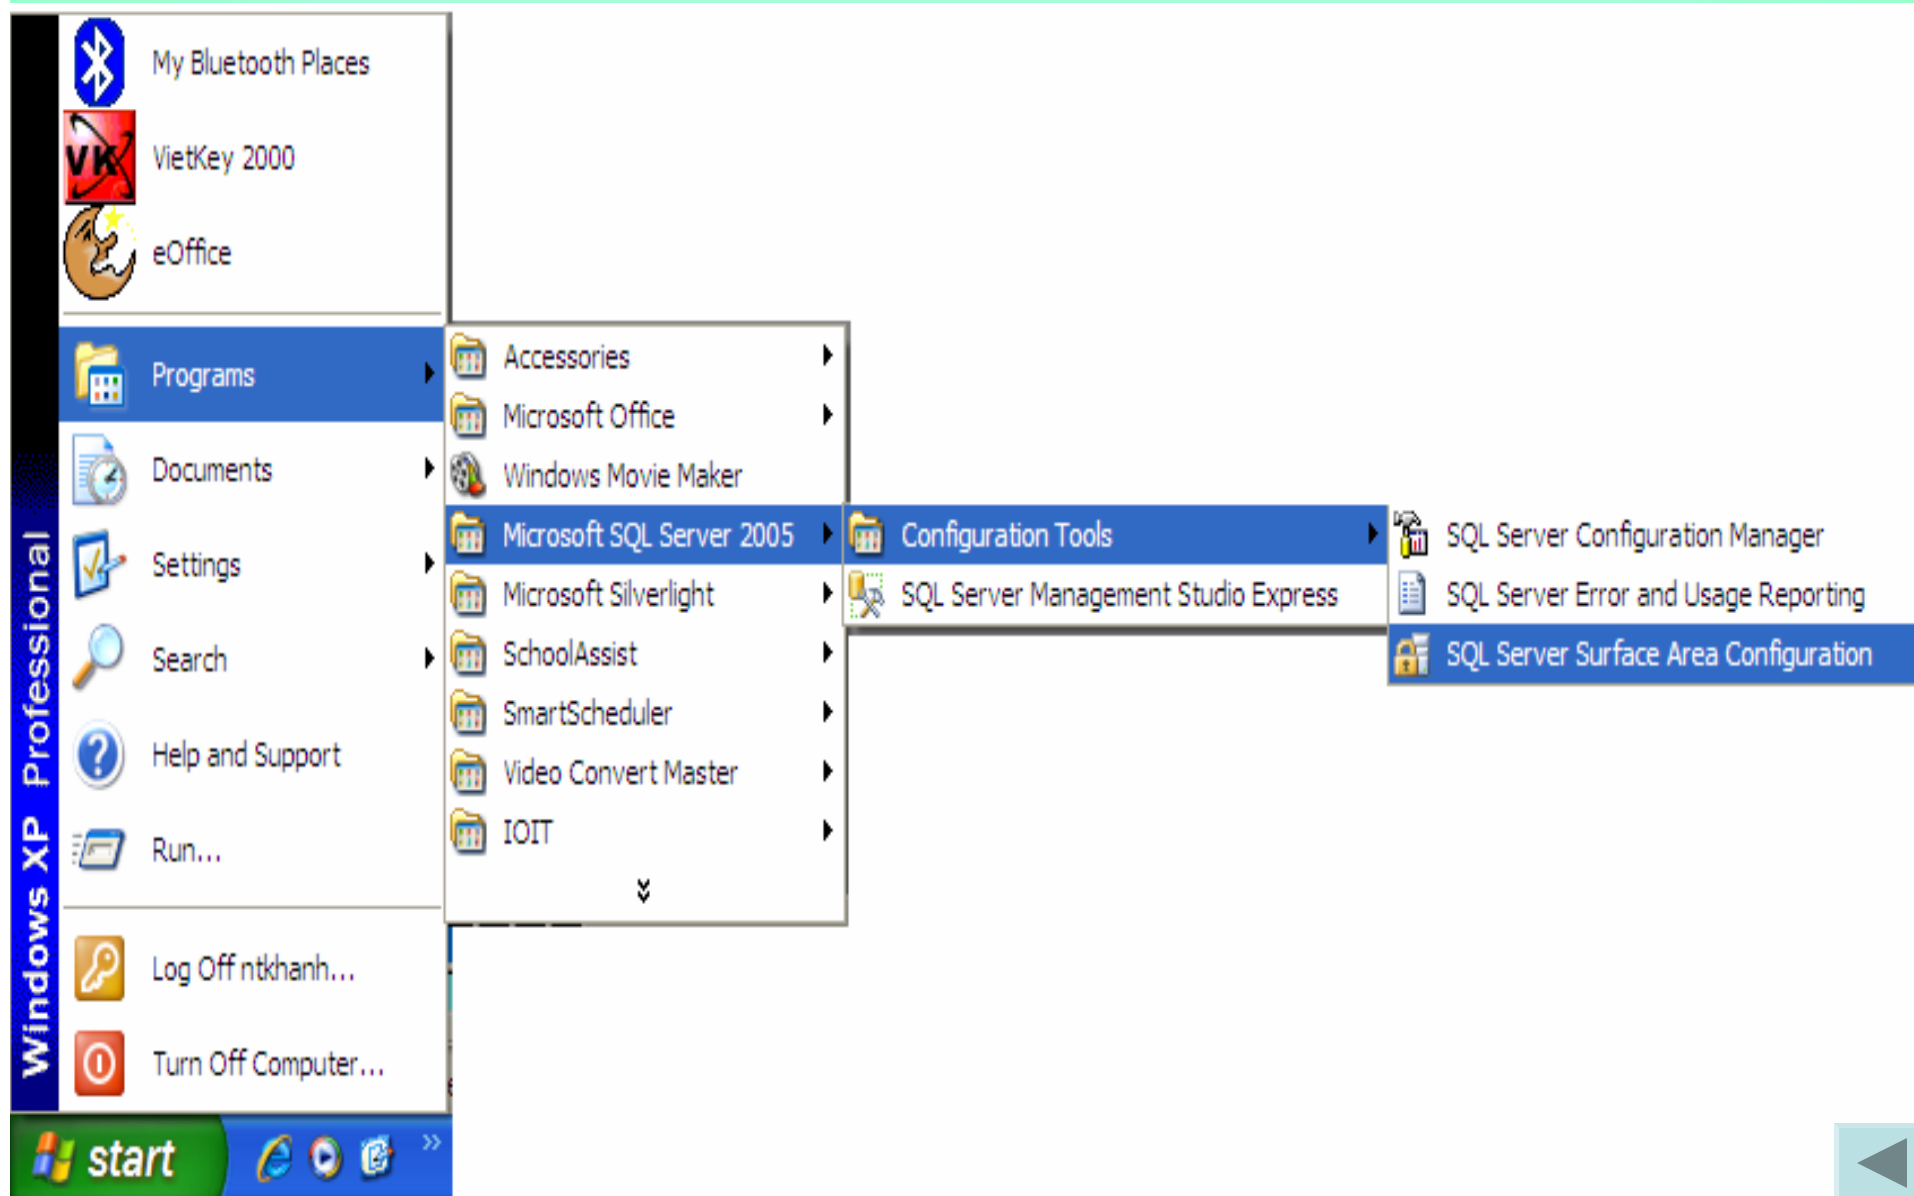 My Bluetooth Places
VK
VietKey 2000
eOffice
Programs
Documents
Settings
Search
Help and Support
Run...
Log Off ntkhanh...
Turn Off Computer...
Windows XP Professional
Accessories
Microsoft Office
Windows Movie Maker
Microsoft SQL Server 2005
Microsoft Silverlight
SchoolAssist
SmartScheduler
Video Convert Master
IOIT
Configuration Tools
SQL Server Management Studio Express
SQL Server Configuration Manager
SQL Server Error and Usage Reporting
SQL Server Surface Area Configuration
start